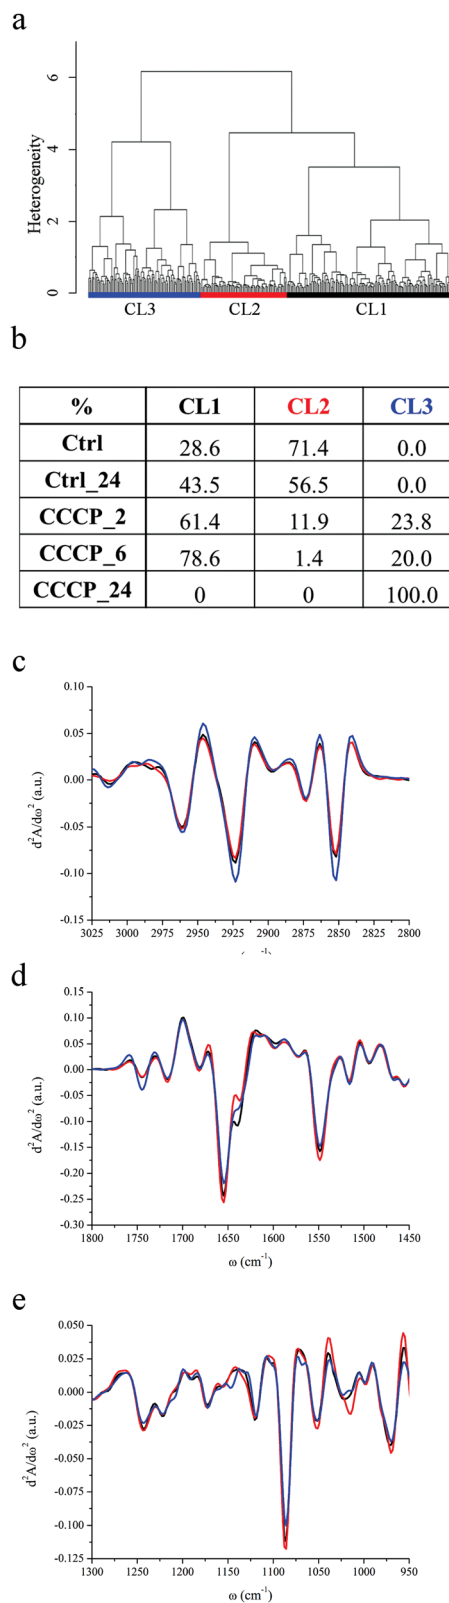 a
Heterogeneity
6
4
2
0
CL3 CL2 CL1
b
% CL1 CL2 CL3
Ctrl 28.6 71.4 0.0
Ctrl_24 43.5 56.5 0.0
CCCP_2 61.4 11.9 23.8
CCCP_6 78.6 1.4 20.0
CCCP_24 0 0 100.0
c
d²A/dω² (a.u.)
0.10
0.05
0.00
-0.05
-0.10
-0.15
3025 3000 2975 2950 2925 2900 2875 2850 2825 2800
d
d²A/dω² (a.u.)
0.15
0.10
0.05
0.00
-0.05
-0.10
-0.15
-0.20
-0.25
-0.30
1800 1750 1700 1650 1600 1550 1500 1450
ω (cm⁻¹)
e
d²A/dω² (a.u.)
0.050
0.025
0.000
-0.025
-0.050
-0.075
-0.100
-0.125
1300 1250 1200 1150 1100 1050 1000 950
ω (cm⁻¹)